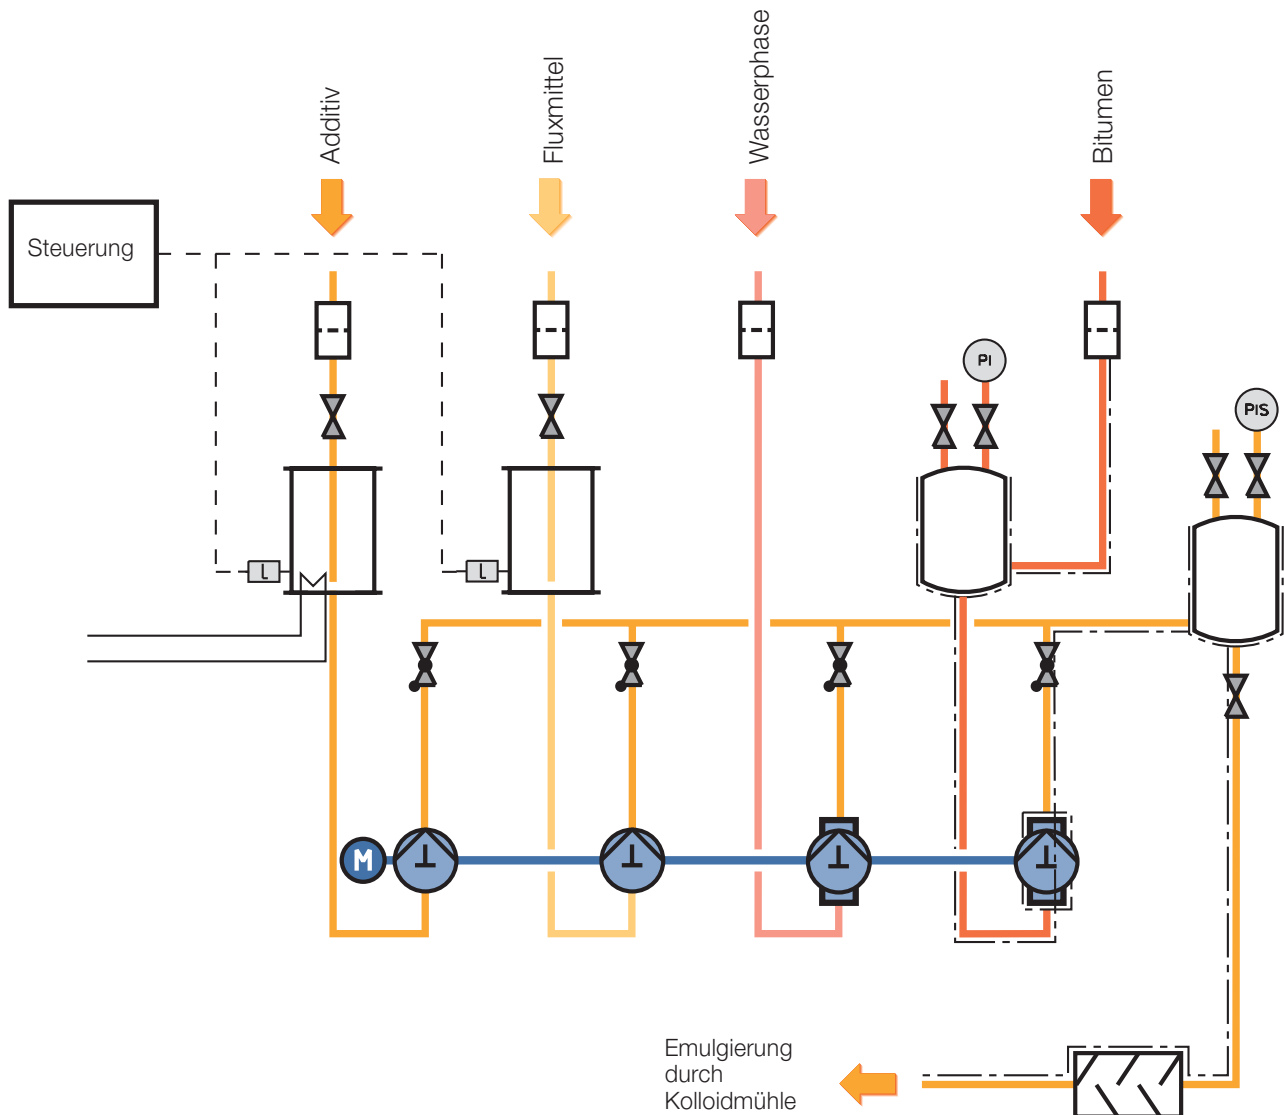 Additiv
Fluxmittel
Wasserphase
Bitumen
Steuerung
PI
PIS
L
L
M
Emulgierung
durch
Kolloidmühle